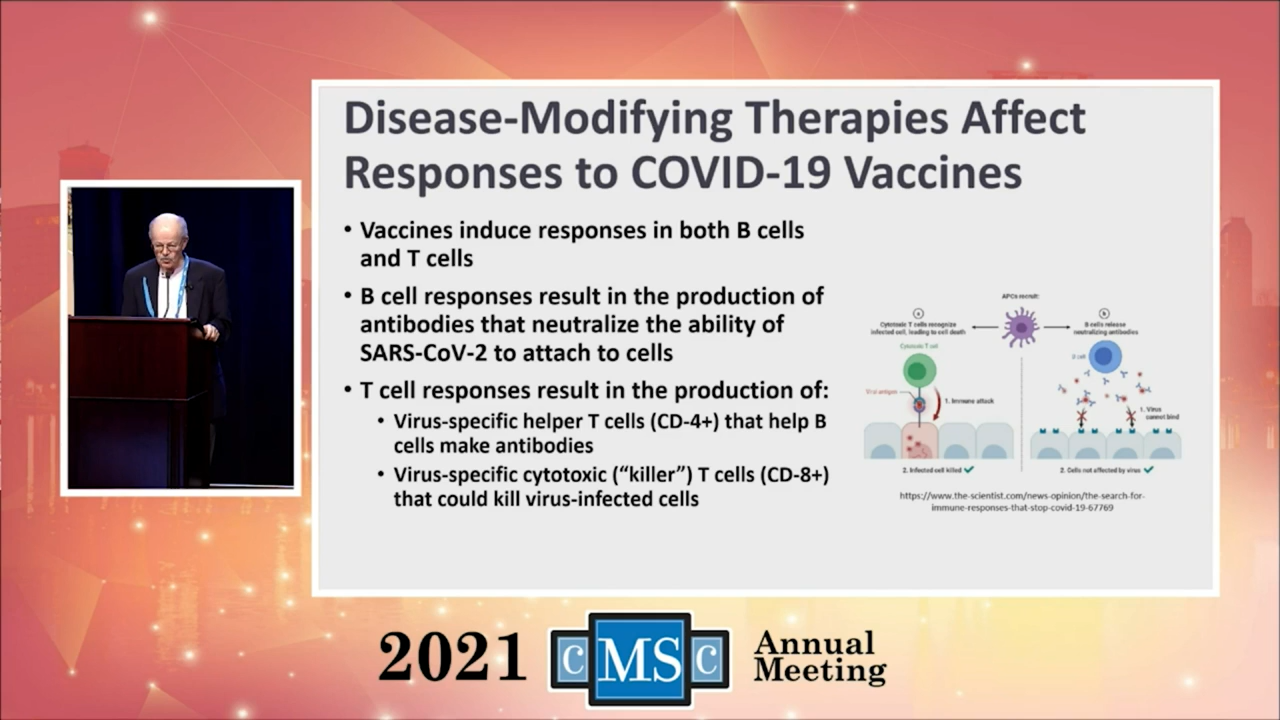 Disease-Modifying Therapies Affect
Responses to COVID-19 Vaccines
• Vaccines induce responses in both B cells
and T cells
• B cell responses result in the production of
antibodies that neutralize the ability of
SARS-CoV-2 to attach to cells
• T cell responses result in the production of:
• Virus-specific helper T cells (CD-4+) that help B
cells make antibodies
• Virus-specific cytotoxic (“killer”) T cells (CD-8+)
that could kill virus-infected cells
APCs recruit:
a
Cytotoxic T cells recognize
infected cell, leading to cell death
b
B cells release
neutralizing antibodies
Cytotoxic T cell
B cell
Viral antigen
1. Immune attack
1. Virus
cannot bind
2. Infected cell killed
2. Cells not affected by virus
https://www.the-scientist.com/news-opinion/the-search-for-
immune-responses-that-stop-covid-19-67769
2021
C MS C
Annual
Meeting